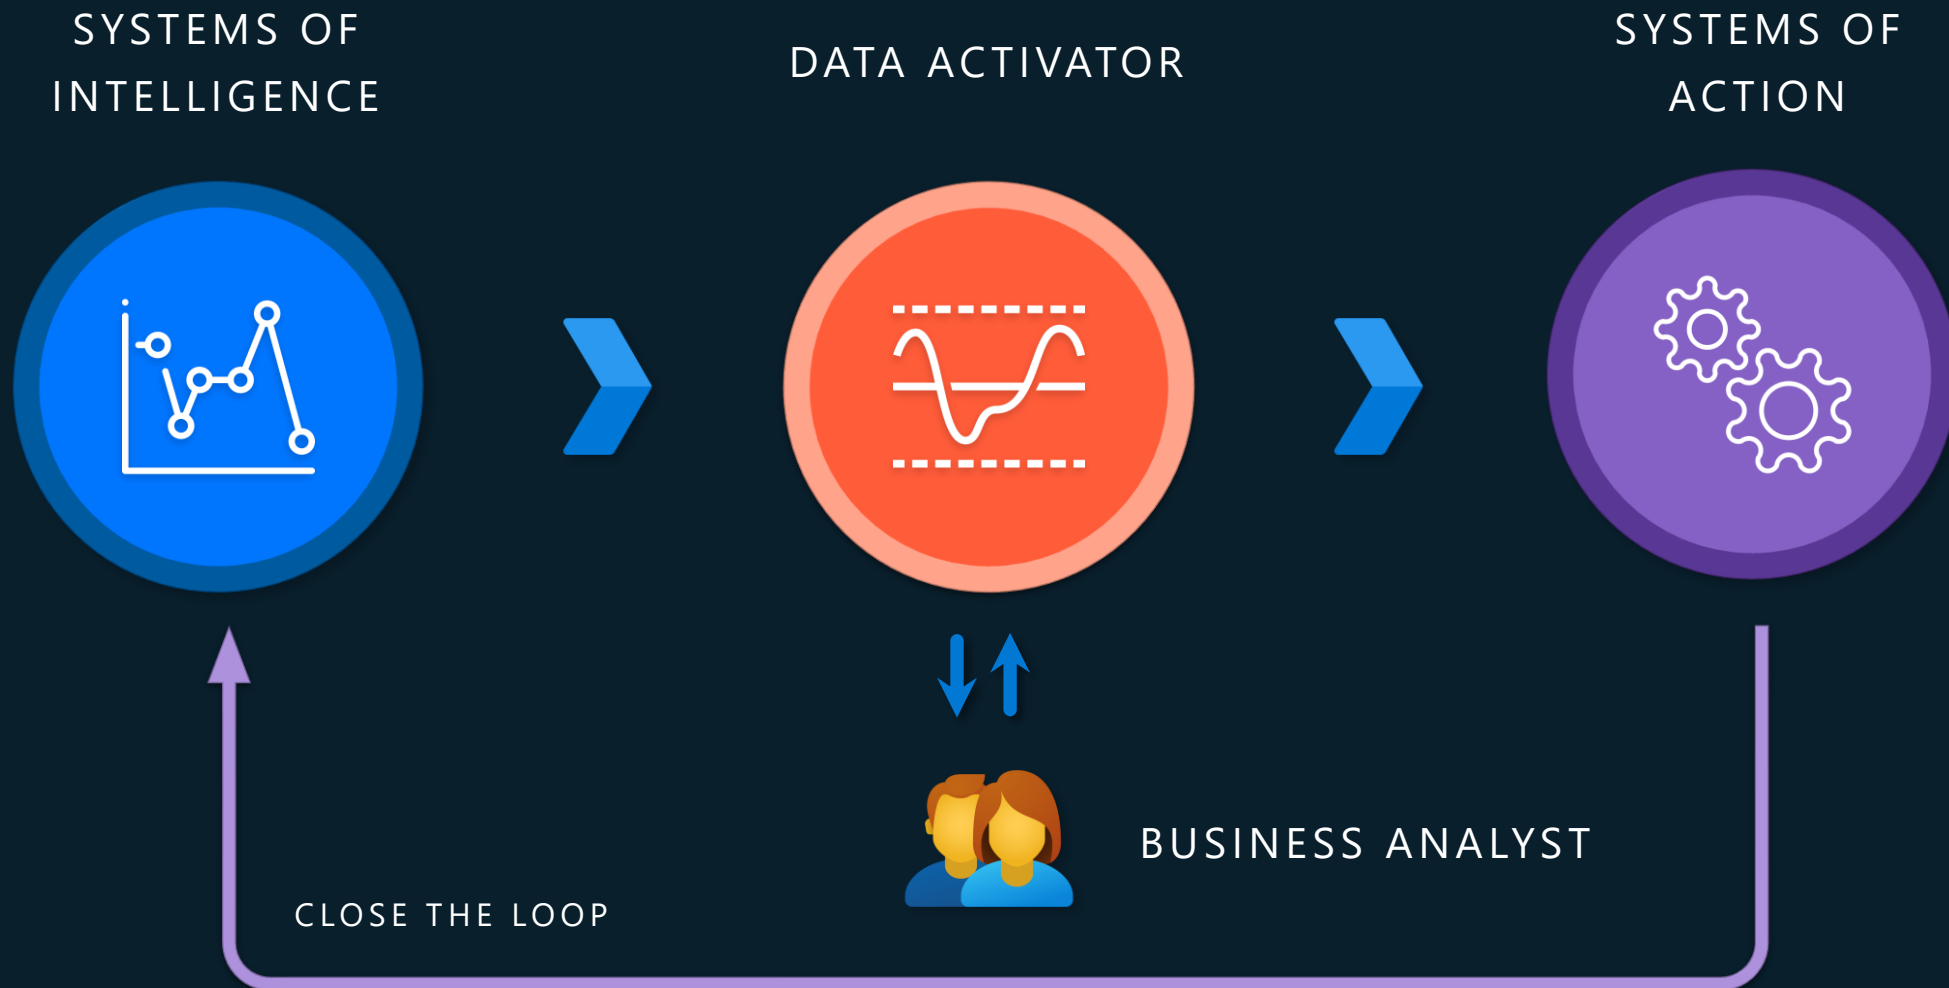 SYSTEMS OF
INTELLIGENCE
DATA ACTIVATOR
SYSTEMS OF
ACTION
BUSINESS ANALYST
CLOSE THE LOOP